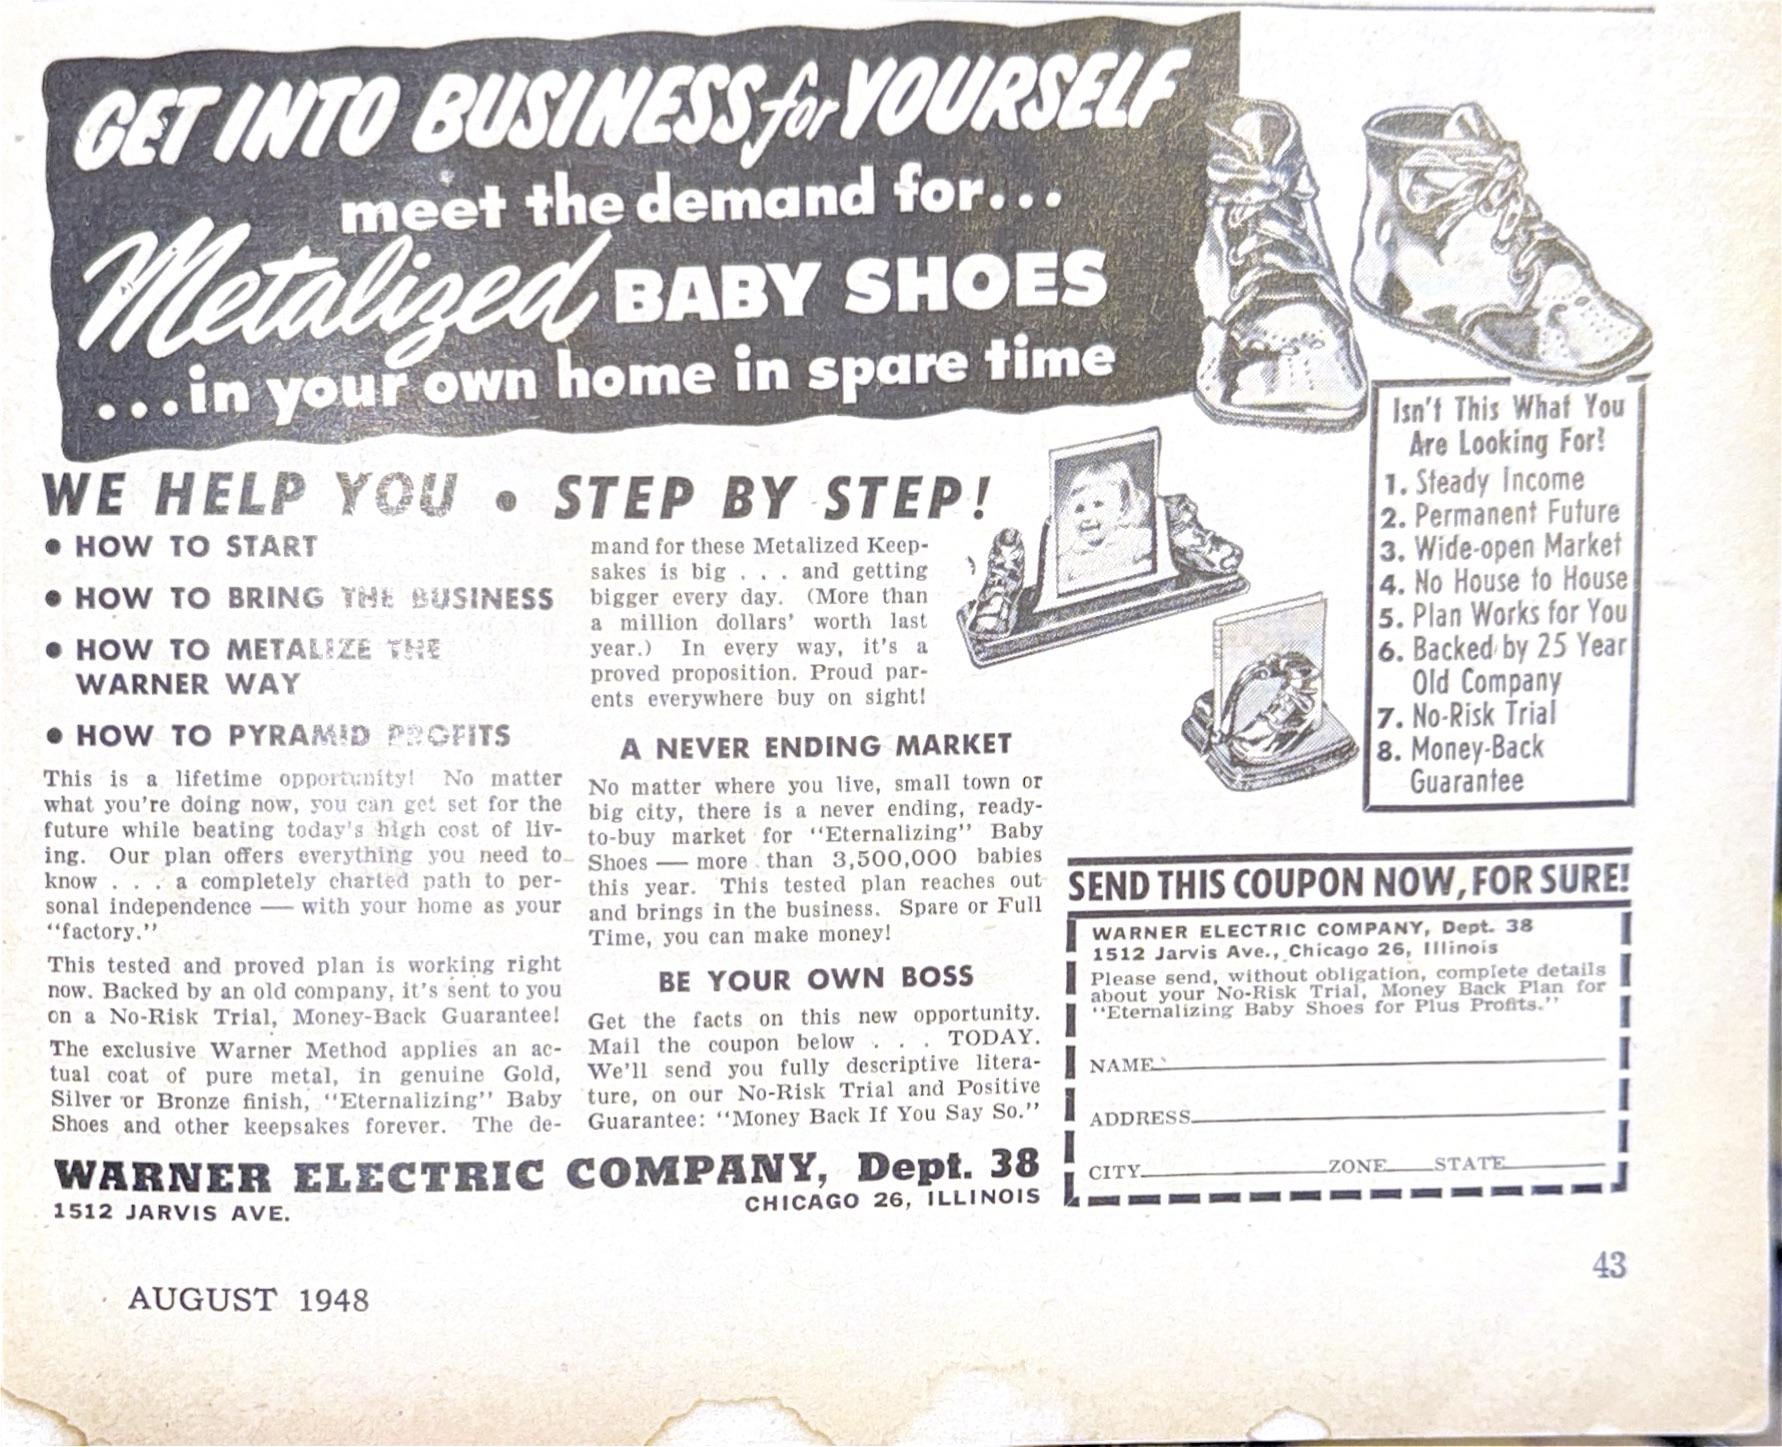 GET INTO BUSINESS for YOURSELF
meet the demand for...
Metalized BABY SHOES
...in your own home in spare time
WE HELP YOU • STEP BY STEP!
• HOW TO START
• HOW TO BRING THE BUSINESS
• HOW TO METALIZE THE
WARNER WAY
• HOW TO PYRAMID PROFITS
This is a lifetime opportunity! No matter
what you're doing now, you can get set for the
future while beating today's high cost of liv-
ing. Our plan offers everything you need to
know . . . a completely charted path to per-
sonal independence — with your home as your
"factory."
This tested and proved plan is working right
now. Backed by an old company, it's sent to you
on a No-Risk Trial, Money-Back Guarantee!
The exclusive Warner Method applies an ac-
tual coat of pure metal, in genuine Gold,
Silver or Bronze finish, "Eternalizing" Baby
Shoes and other keepsakes forever. The de-
mand for these Metalized Keep-
sakes is big . . . and getting
bigger every day. (More than
a million dollars' worth last
year.) In every way, it's a
proved proposition. Proud par-
ents everywhere buy on sight!
A NEVER ENDING MARKET
No matter where you live, small town or
big city, there is a never ending, ready-
to-buy market for "Eternalizing" Baby
Shoes — more than 3,500,000 babies
this year. This tested plan reaches out
and brings in the business. Spare or Full
Time, you can make money!
BE YOUR OWN BOSS
Get the facts on this new opportunity.
Mail the coupon below . . . TODAY.
We'll send you fully descriptive litera-
ture, on our No-Risk Trial and Positive
Guarantee: "Money Back If You Say So."
WARNER ELECTRIC COMPANY, Dept. 38
1512 JARVIS AVE. CHICAGO 26, ILLINOIS
Isn't This What You
Are Looking For?
1. Steady Income
2. Permanent Future
3. Wide-open Market
4. No House to House
5. Plan Works for You
6. Backed by 25 Year
Old Company
7. No-Risk Trial
8. Money-Back
Guarantee
SEND THIS COUPON NOW, FOR SURE!
WARNER ELECTRIC COMPANY, Dept. 38
1512 Jarvis Ave., Chicago 26, Illinois
Please send, without obligation, complete details
about your No-Risk Trial, Money Back Plan for
"Eternalizing Baby Shoes for Plus Profits."
NAME
ADDRESS
CITY ZONE STATE
43
AUGUST 1948